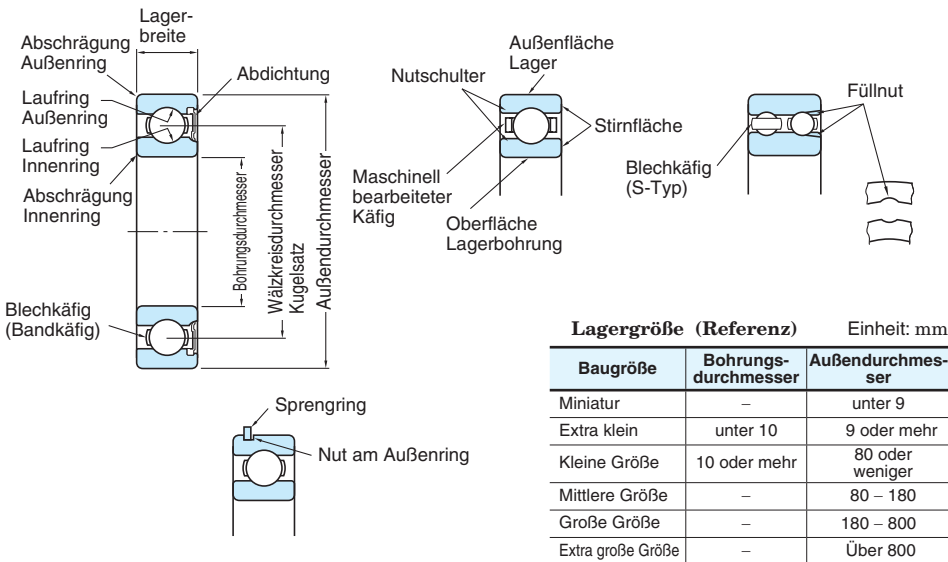 Lager-
breite
Abschrägung
Außenring
Abdichtung
Laufring
Außenring
Laufring
Innenring
Abschrägung
Innenring
Bohrungsdurchmesser
Wälzkreisdurchmesser
Kugelsatz
Außendurchmesser
Blechkäfig
(Bandkäfig)
Außenfläche
Lager
Nutschulter
Stirnfläche
Maschinell
bearbeiteter
Käfig
Oberfläche
Lagerbohrung
Füllnut
Blechkäfig
(S-Typ)
Sprengring
Nut am Außenring
Lagergröße (Referenz) Einheit: mm
Baugröße Bohrungs-
durchmesser Außendurchmes-
ser
Miniatur – unter 9
Extra klein unter 10 9 oder mehr
Kleine Größe 10 oder mehr 80 oder
weniger
Mittlere Größe – 80 – 180
Große Größe – 180 – 800
Extra große Größe – Über 800